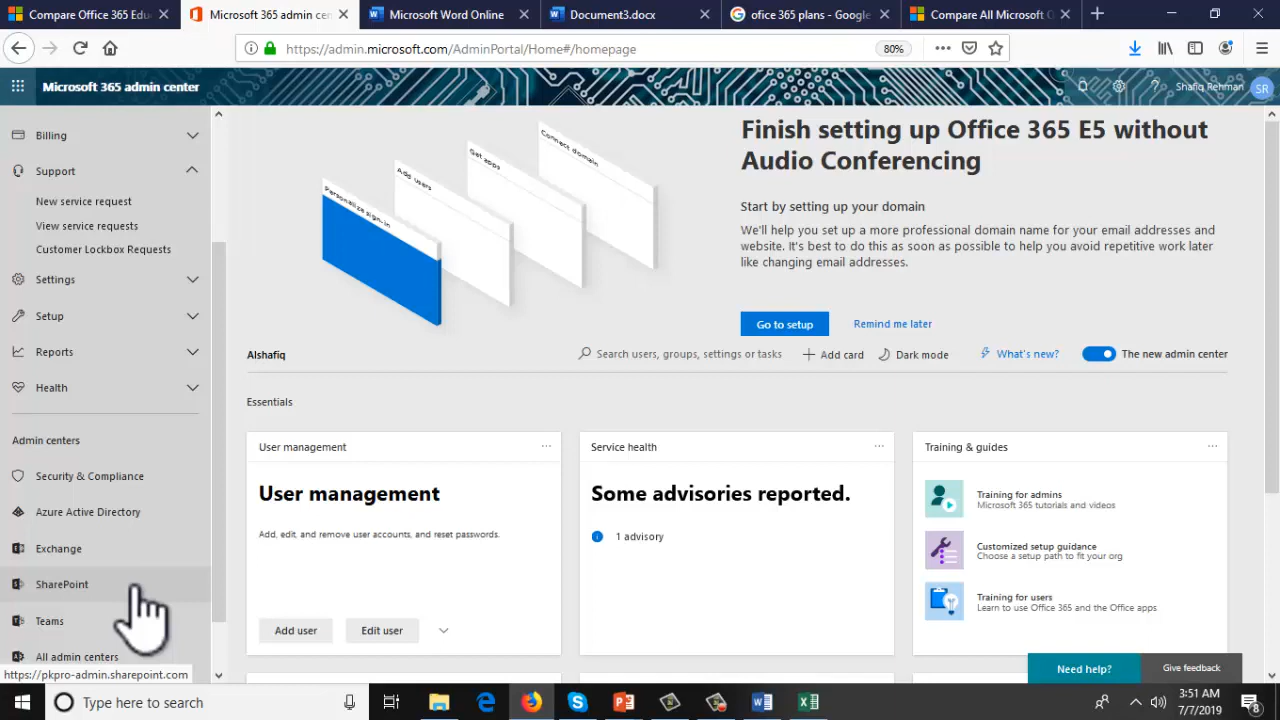 Compare Office 365 Edu
Microsoft 365 admin cen
Microsoft Word Online
Document3.docx
ofice 365 plans - Google
Compare All Microsoft O
https://admin.microsoft.com/AdminPortal/Home#/homepage
80%
Microsoft 365 admin center
Shafiq Rehman
SR
Billing
Support
New service request
View service requests
Customer Lockbox Requests
Settings
Setup
Reports
Health
Admin centers
Security & Compliance
Azure Active Directory
Exchange
SharePoint
Teams
All admin centers
https://pkpro-admin.sharepoint.com
Personalize sign-in
Add users
Get apps
Connect domain
Finish setting up Office 365 E5 without
Audio Conferencing
Start by setting up your domain
We'll help you set up a more professional domain name for your email addresses and
website. It's best to do this as soon as possible to help you avoid repetitive work later
like changing email addresses.
Go to setup
Remind me later
Alshafiq
Search users, groups, settings or tasks
Add card
Dark mode
What's new?
The new admin center
Essentials
User management
User management
Add, edit, and remove user accounts, and reset passwords.
Add user
Edit user
Service health
Some advisories reported.
1 advisory
Training & guides
Training for admins
Microsoft 365 tutorials and videos
Customized setup guidance
Choose a setup path to fit your org
Training for users
Learn to use Office 365 and the Office apps
Need help?
Give feedback
Type here to search
3:51 AM
7/7/2019
8